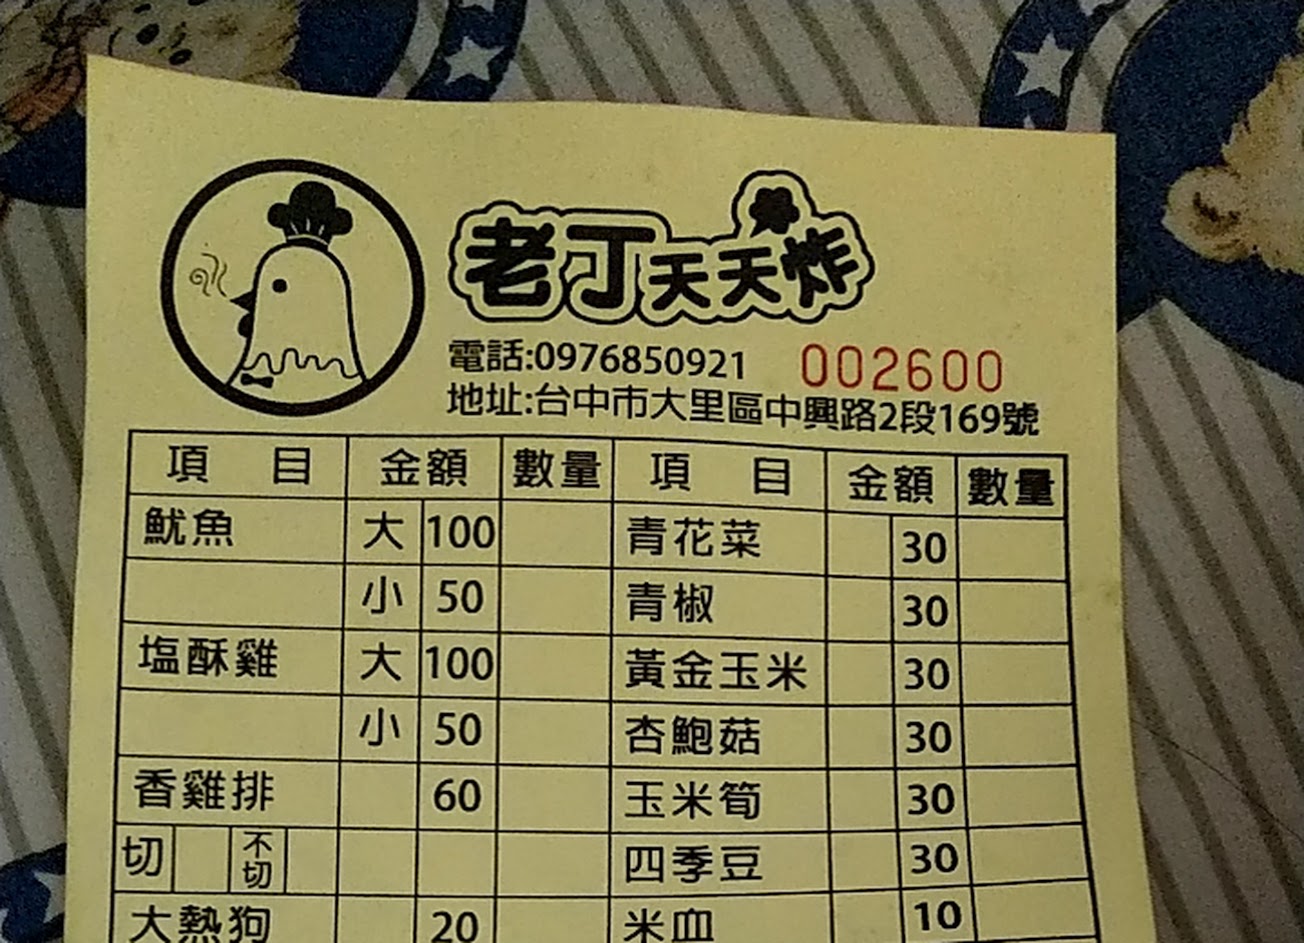 老丁天天炸
電話:0976850921 002600
地址:台中市大里區中興路2段169號
項目 金額 數量 項目 金額 數量
魷魚 大 100 青花菜 30
小 50 青椒 30
塩酥雞 大 100 黃金玉米 30
小 50 杏鮑菇 30
香雞排 60 玉米筍 30
切 不切 四季豆 30
大熱狗 20 米血 10